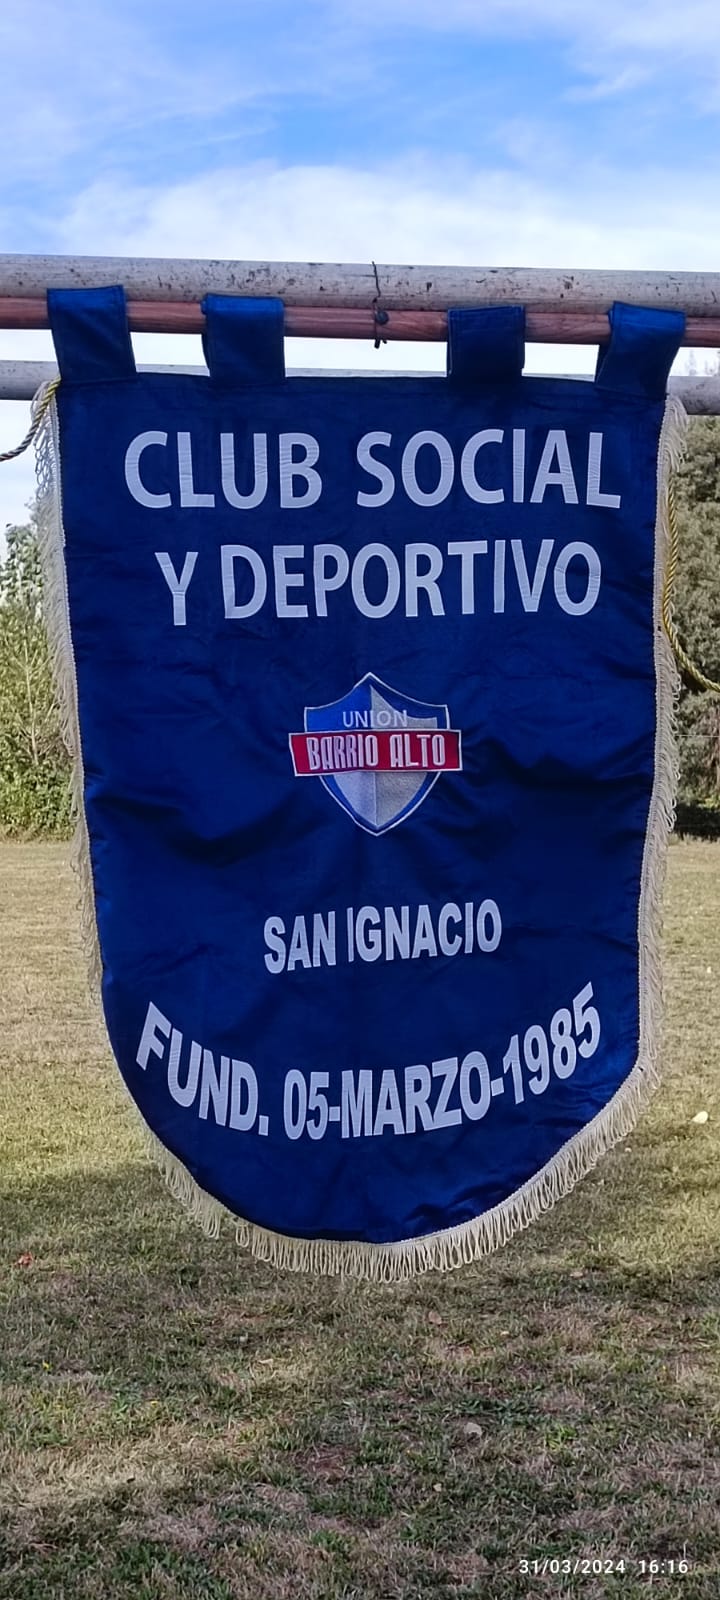 CLUB SOCIAL
Y DEPORTIVO
UNION
BARRIO ALTO
SAN IGNACIO
FUND. 05-MARZO-1985
31/03/2024 16:16